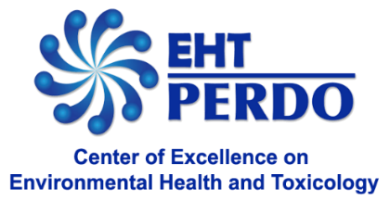 EHT
PERDO
Center of Excellence on
Environmental Health and Toxicology